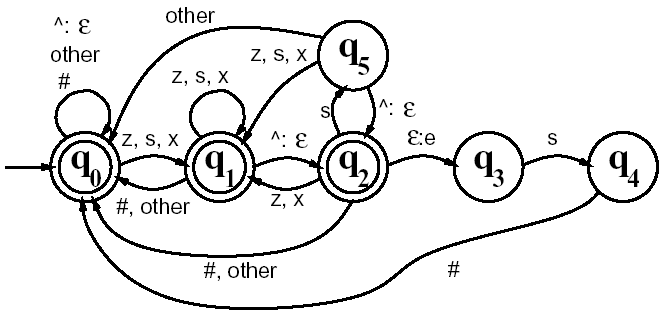 other
^: ε
other
#
z, s, x
z, s, x
q5
s
^: ε
z, s, x
^: ε
ε:e
s
q0
q1
q2
q3
q4
#, other
z, x
#, other
#